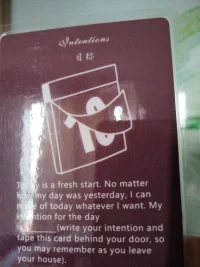 Intentions
目标
10
Today is a fresh start. No matter
how my day was yesterday, I can
make of today whatever I want. My
intention for the day
is (write your intention and
tape this card behind your door, so
you may remember as you leave
your house).